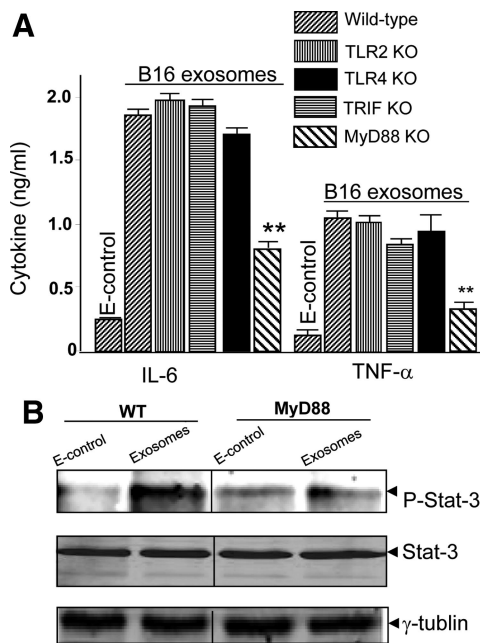 A
Wild-type
TLR2 KO
TLR4 KO
TRIF KO
MyD88 KO
B16 exosomes
B16 exosomes
Cytokine (ng/ml)
2.0
1.5
1.0
0.5
0
E-control
**
E-control
**
IL-6
TNF-α
B
WT
MyD88
E-control
Exosomes
E-control
Exosomes
P-Stat-3
Stat-3
γ-tublin